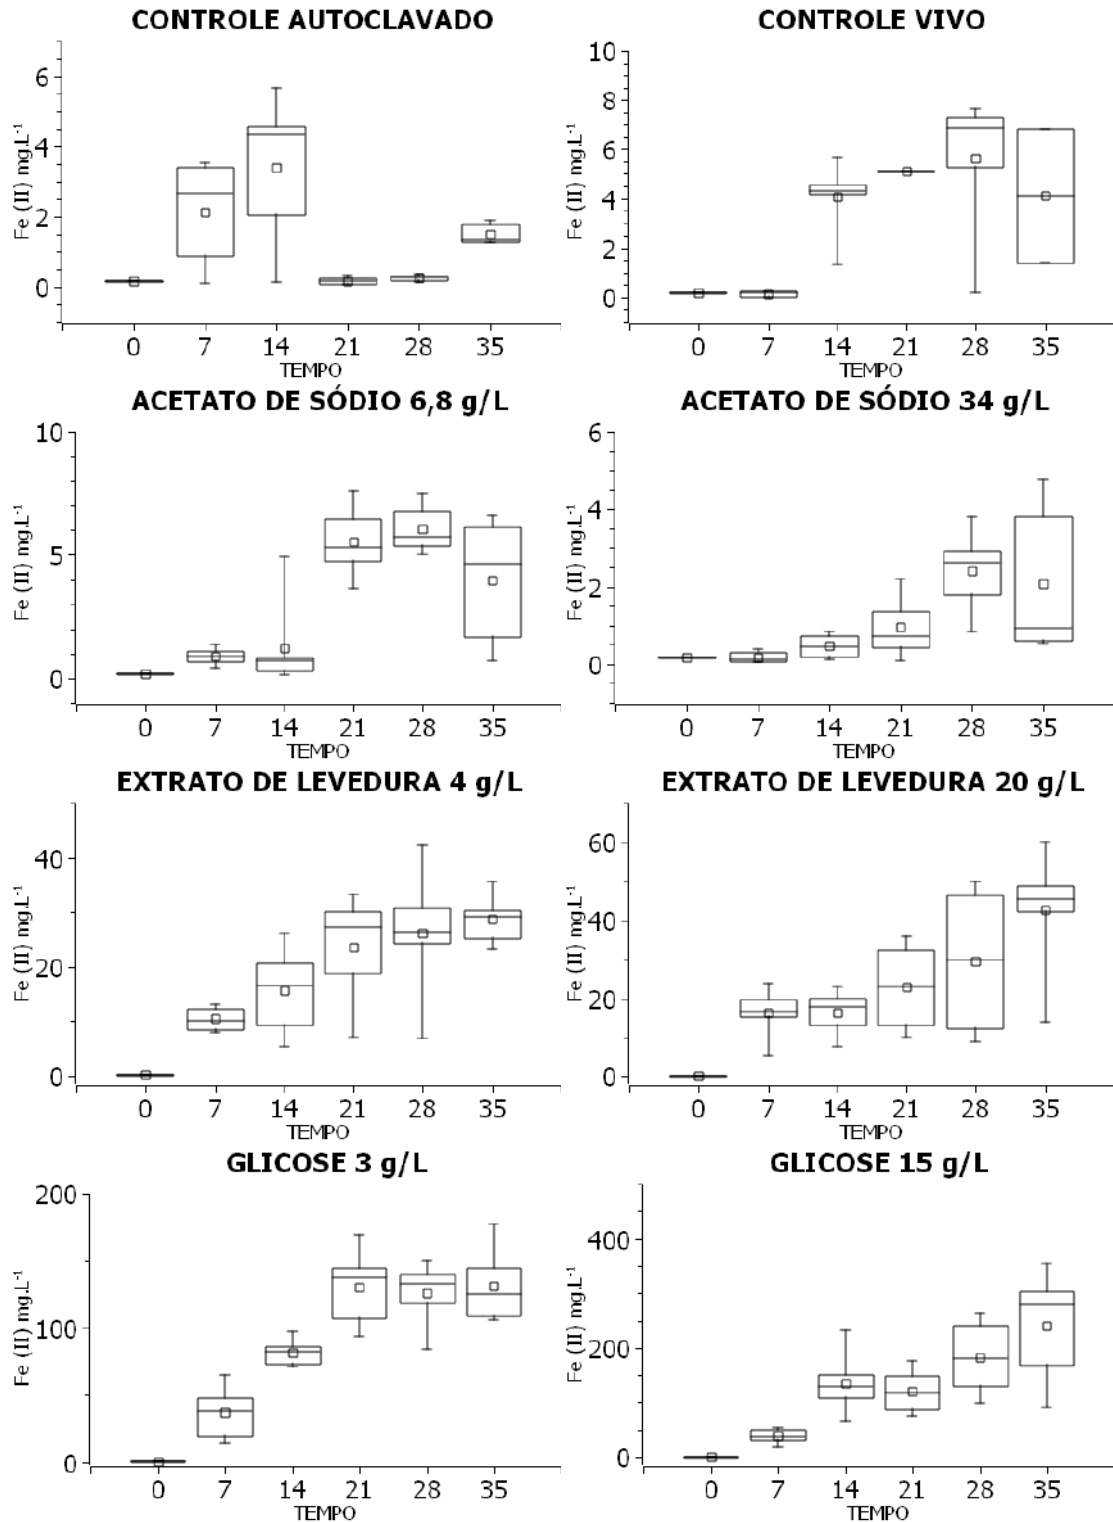 CONTROLE AUTOCLAVADO
Fe (II) mg.L⁻¹
6
4
2
0
0 7 14 21 28 35
TEMPO
CONTROLE VIVO
Fe (II) mg.L⁻¹
10
8
6
4
2
0
0 7 14 21 28 35
TEMPO
ACETATO DE SÓDIO 6,8 g/L
Fe (II) mg.L⁻¹
10
5
0
0 7 14 21 28 35
TEMPO
ACETATO DE SÓDIO 34 g/L
Fe (II) mg.L⁻¹
6
4
2
0
0 7 14 21 28 35
TEMPO
EXTRATO DE LEVEDURA 4 g/L
Fe (II) mg.L⁻¹
40
20
0
0 7 14 21 28 35
TEMPO
EXTRATO DE LEVEDURA 20 g/L
Fe (II) mg.L⁻¹
60
40
20
0
0 7 14 21 28 35
TEMPO
GLICOSE 3 g/L
Fe (II) mg.L⁻¹
200
100
0
0 7 14 21 28 35
TEMPO
GLICOSE 15 g/L
Fe (II) mg.L⁻¹
400
200
0
0 7 14 21 28 35
TEMPO